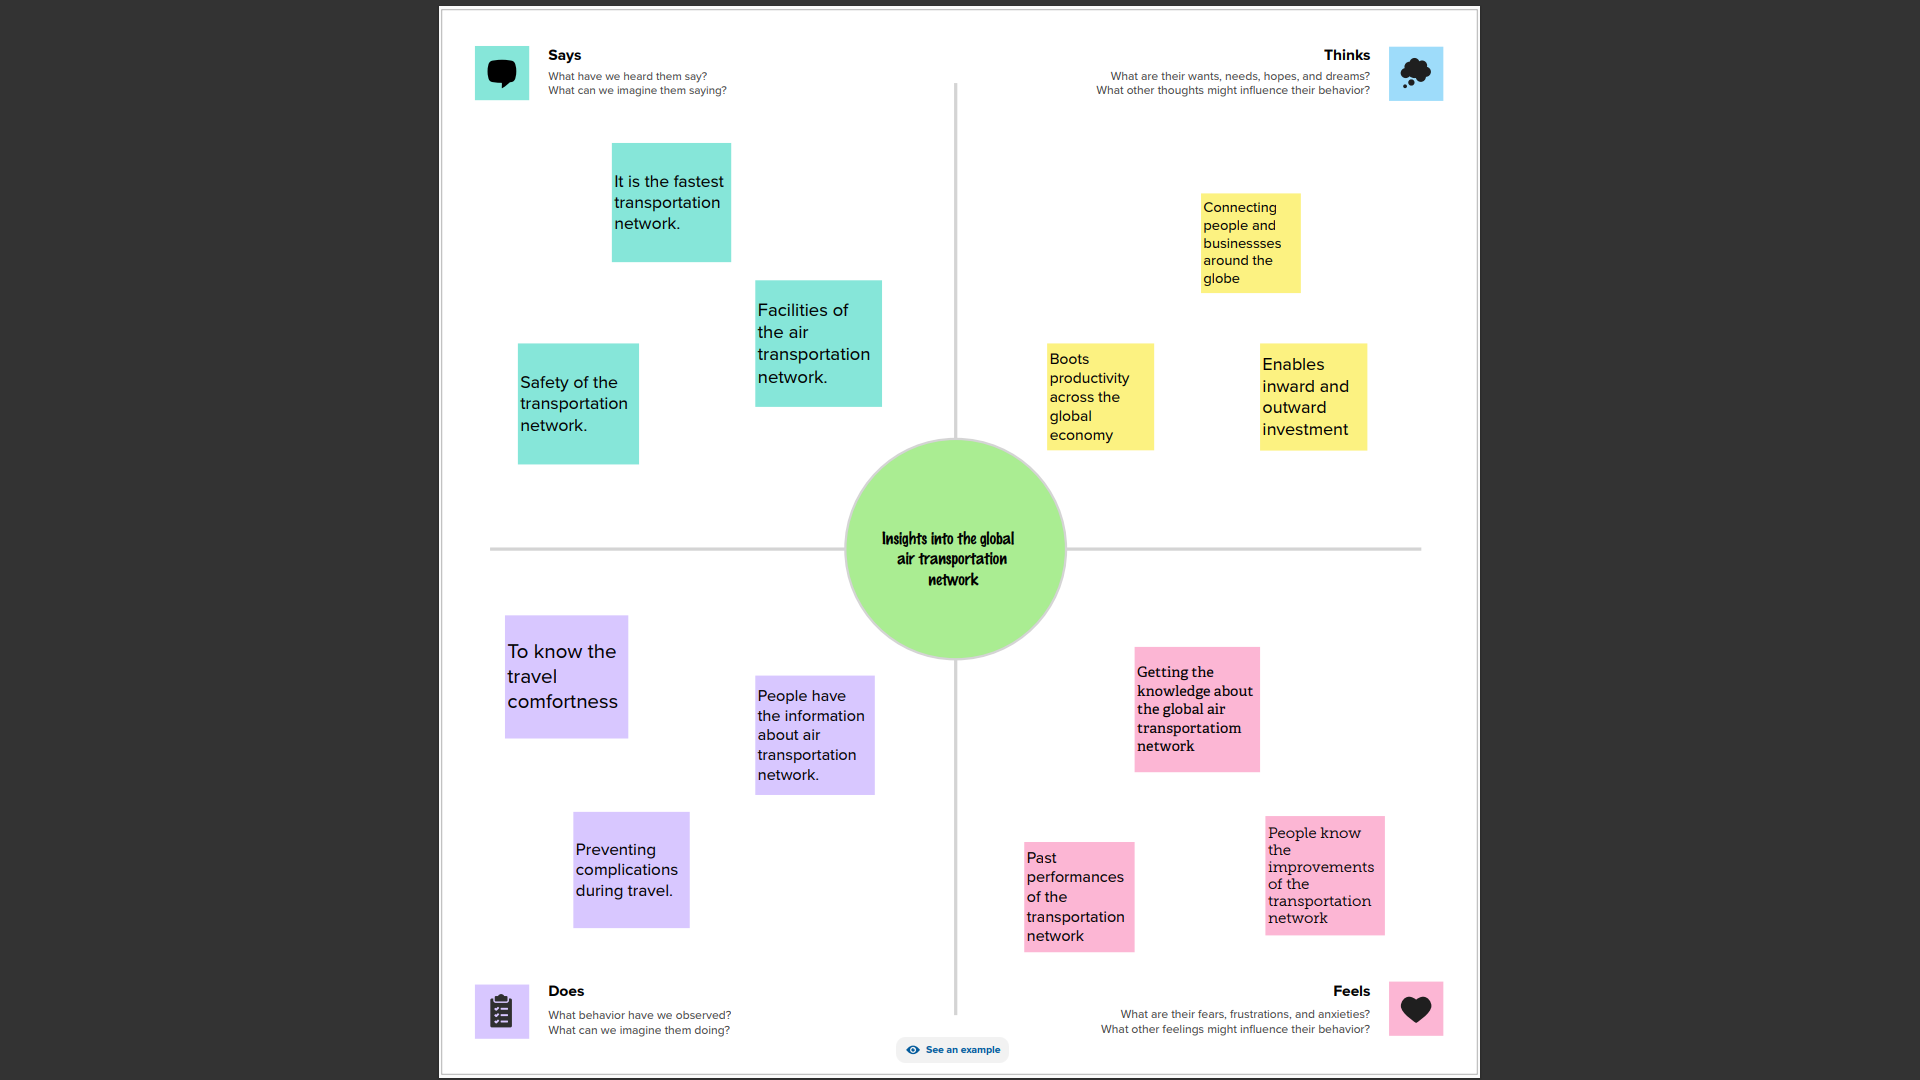 Says
What have we heard them say?
What can we imagine them saying?
Thinks
What are their wants, needs, hopes, and dreams?
What other thoughts might influence their behavior?
It is the fastest
transportation
network.
Facilities of
the air
transportation
network.
Safety of the
transportation
network.
Connecting
people and
businessses
around the
globe
Boots
productivity
across the
global
economy
Enables
inward and
outward
investment
Insights into the global
air transportation
network
To know the
travel
comfortness
People have
the information
about air
transportation
network.
Preventing
complications
during travel.
Getting the
knowledge about
the global air
transportatiom
network
Past
performances
of the
transportation
network
People know
the
improvements
of the
transportation
network
Does
What behavior have we observed?
What can we imagine them doing?
Feels
What are their fears, frustrations, and anxieties?
What other feelings might influence their behavior?
See an example